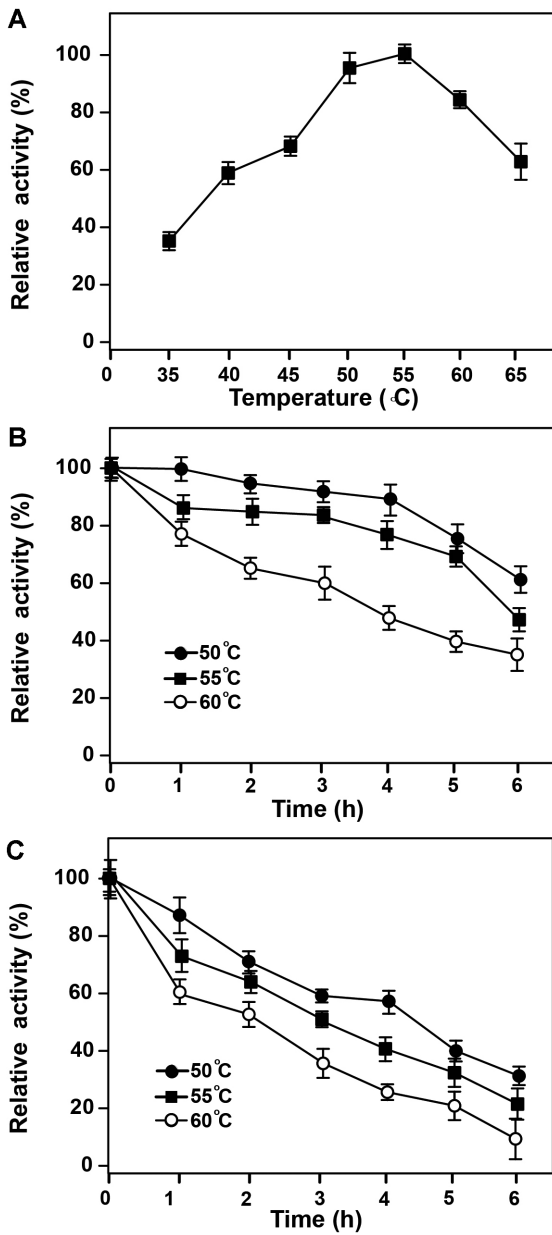 A
Relative activity (%)
100
80
60
40
20
0
0 35 40 45 50 55 60 65
Temperature (°C)
B
Relative activity (%)
100
80
60
40
20
0
50°C
55°C
60°C
0 1 2 3 4 5 6
Time (h)
C
Relative activity (%)
100
80
60
40
20
0
50°C
55°C
60°C
0 1 2 3 4 5 6
Time (h)